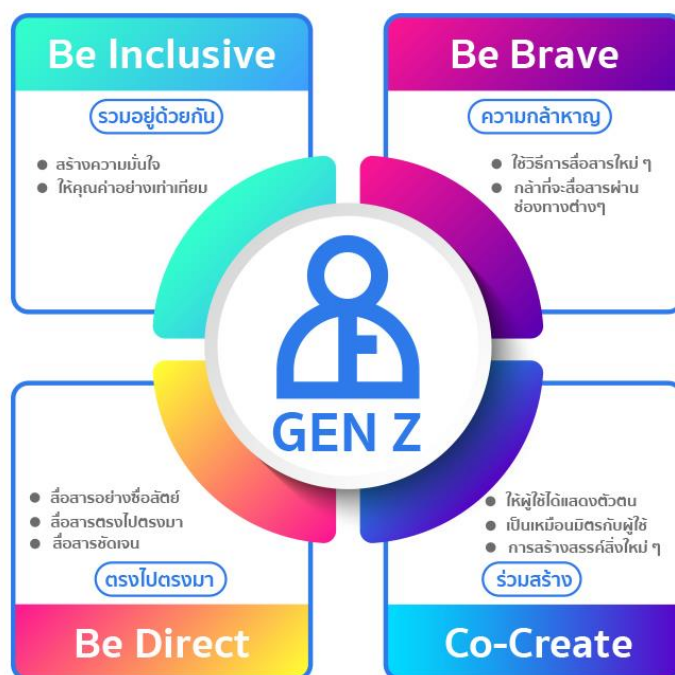 Be Inclusive
รวมอยู่ด้วยกัน
สร้างความมั่นใจ
ให้คุณค่าอย่างเท่าเทียม
Be Brave
ความกล้าหาญ
ใช้วิธีการสื่อสารใหม่ ๆ
กล้าที่จะสื่อสารผ่าน
ช่องทางต่างๆ
GEN Z
สื่อสารอย่างซื่อสัตย์
สื่อสารตรงไปตรงมา
สื่อสารชัดเจน
ตรงไปตรงมา
Be Direct
ให้ผู้ใช้ได้แสดงตัวตน
เป็นเหมือนมิตรกับผู้ใช้
การสร้างสรรค์สิ่งใหม่ ๆ
ร่วมสร้าง
Co-Create